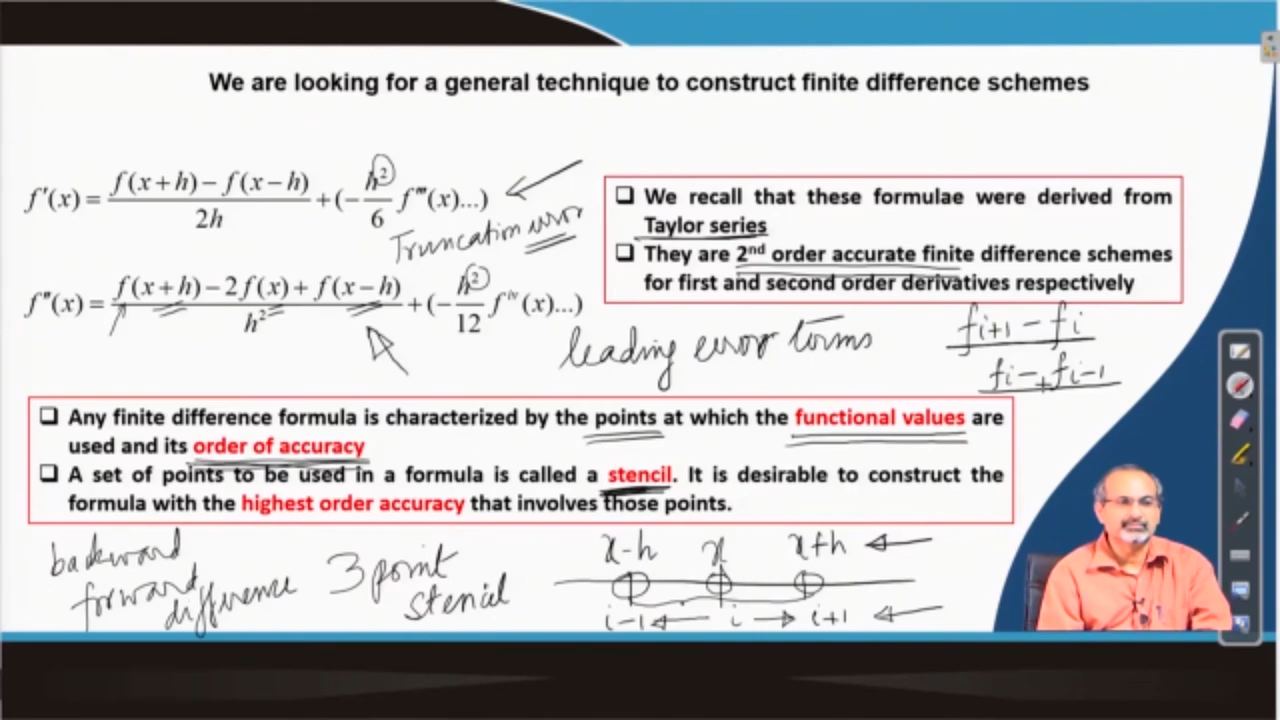 We are looking for a general technique to construct finite difference schemes
f'(x) = (f(x+h) − f(x−h)) / 2h + (− h² / 6 f'''(x)...)
Truncation error
f''(x) = (f(x+h) − 2f(x) + f(x−h)) / h² + (− h² / 12 f^iv(x)...)
❑ We recall that these formulae were derived from
Taylor series
❑ They are 2nd order accurate finite difference schemes
for first and second order derivatives respectively
leading error terms
f i+1 − f i
f i − f i-1
❑ Any finite difference formula is characterized by the points at which the functional values are
used and its order of accuracy
❑ A set of points to be used in a formula is called a stencil. It is desirable to construct the
formula with the highest order accuracy that involves those points.
backward
forward
difference
3 point
stencil
x-h x x+h
i-1 i i+1